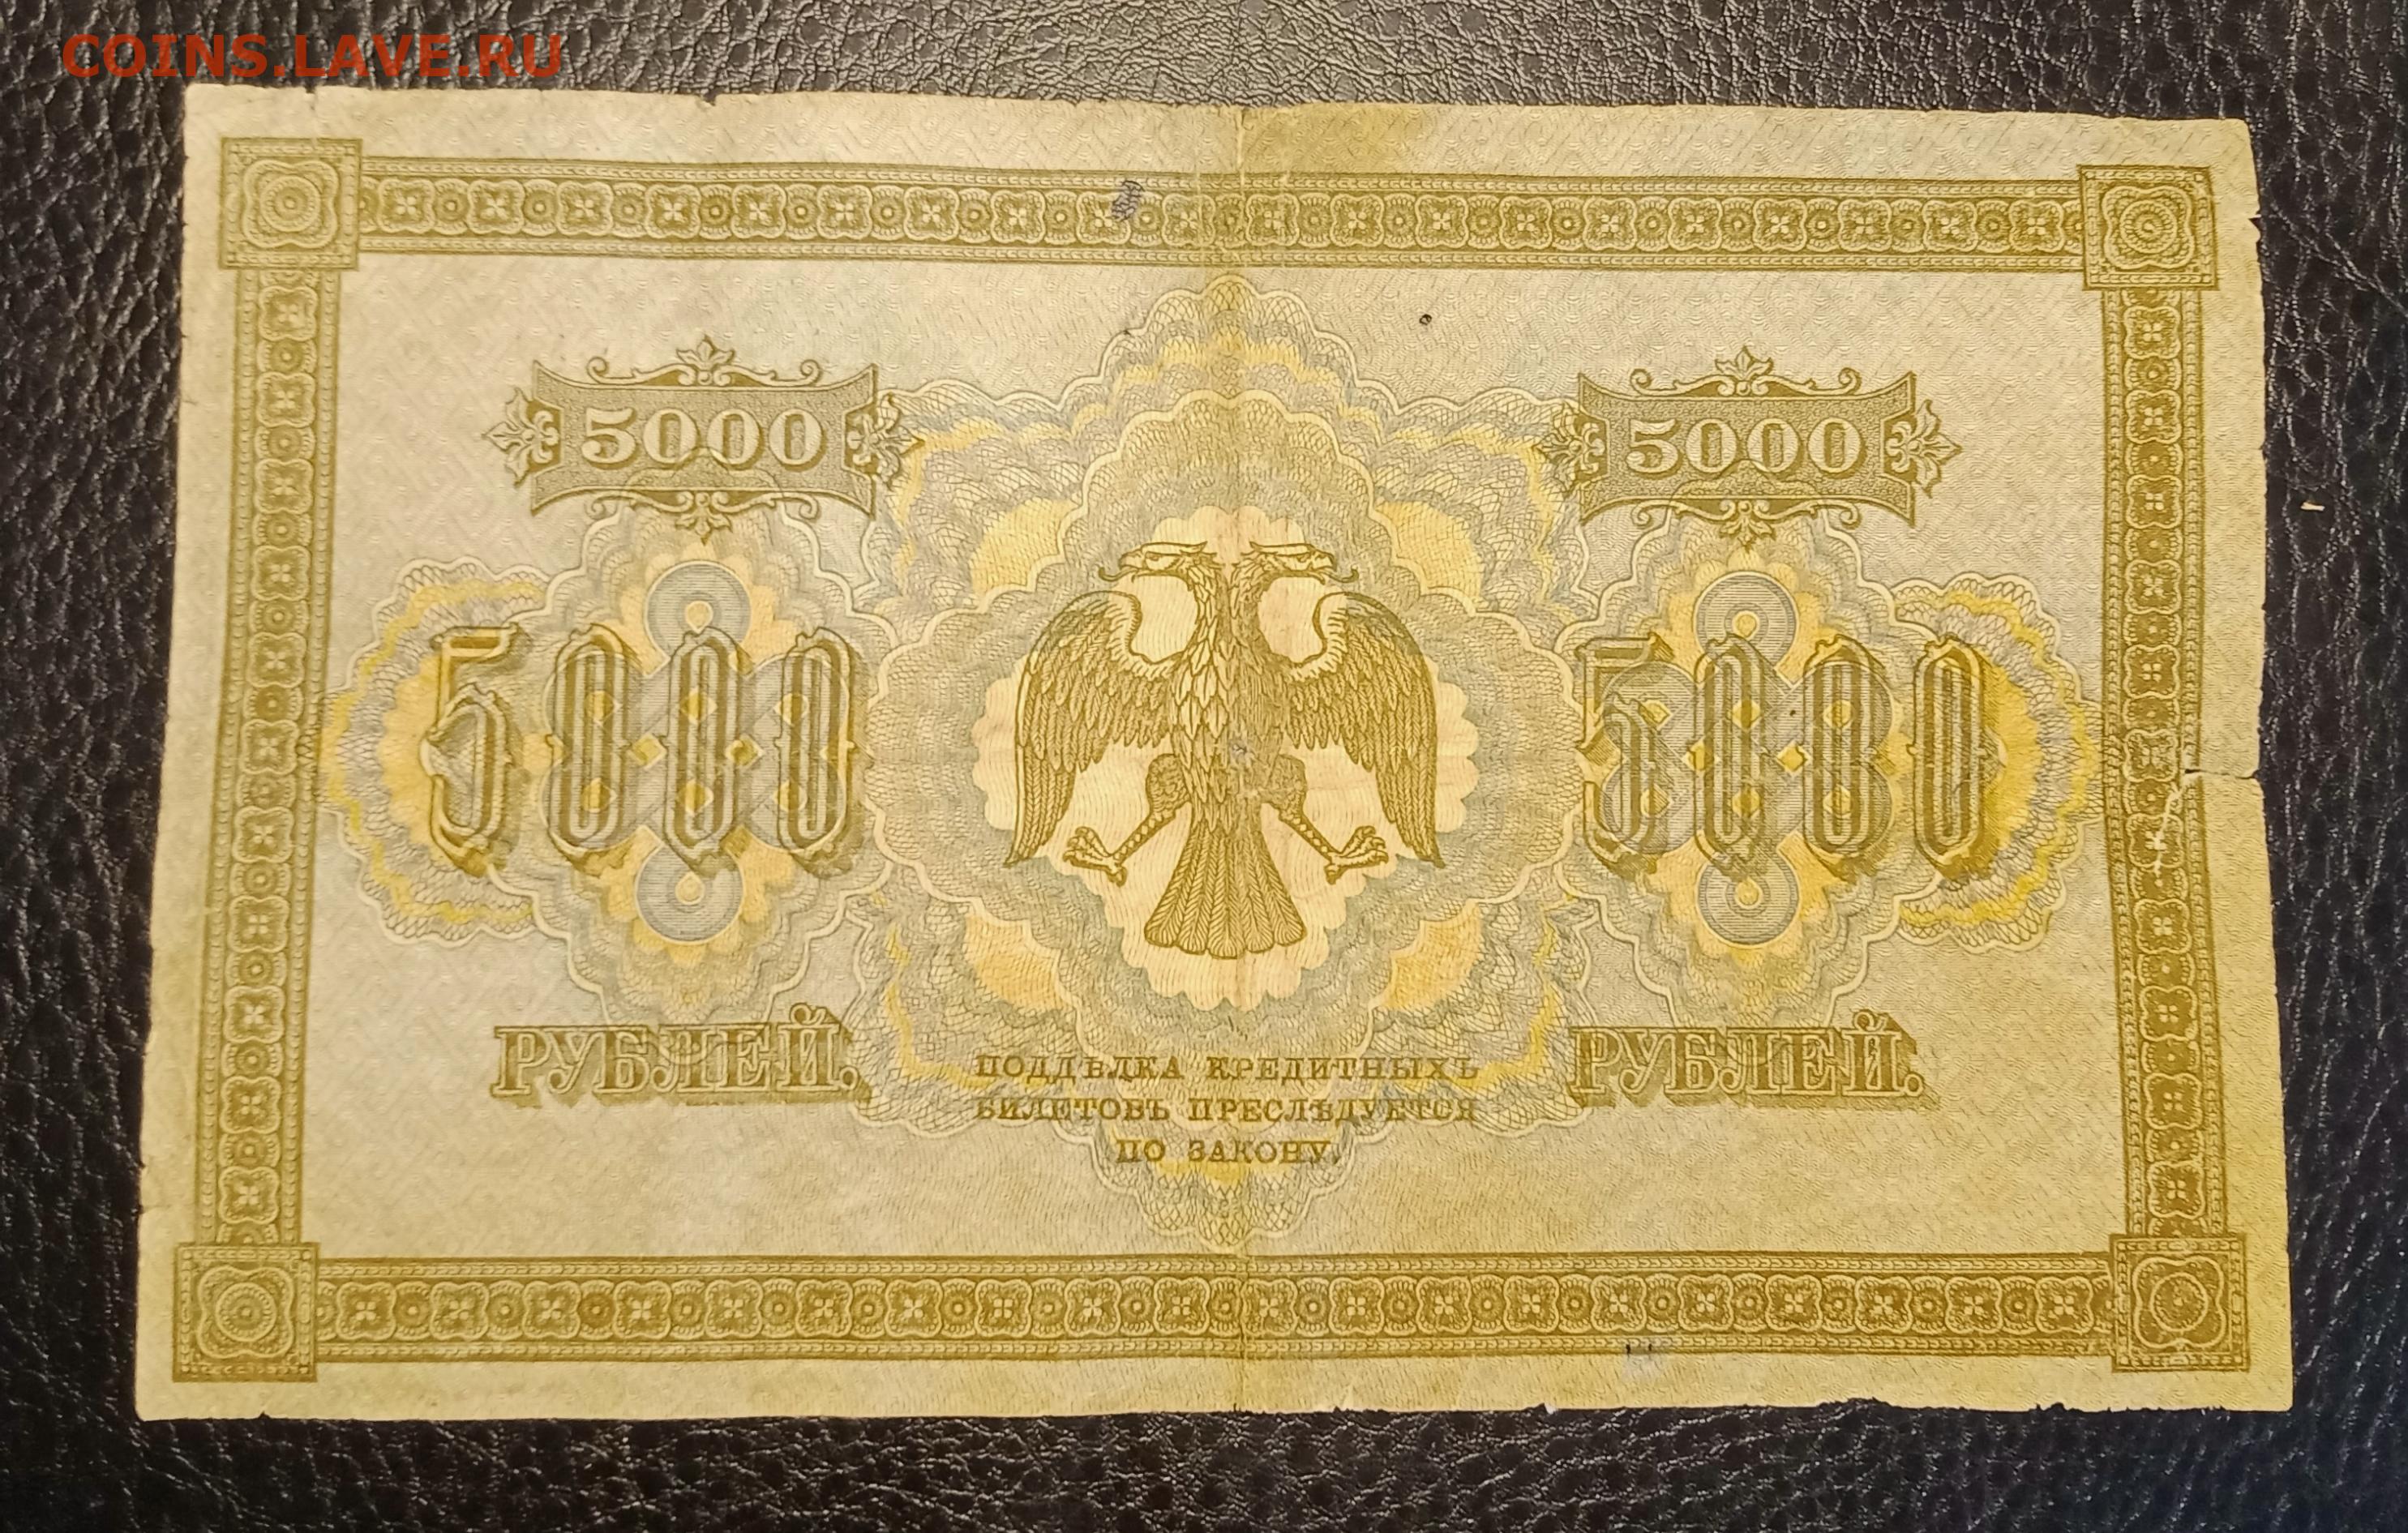 COINS.LAVE.RU
5000 5000
5000 5000
РУБЛЕЙ. РУБЛЕЙ.
ПОДДѢЛКА КРЕДИТНЫХЪ
БИЛЕТОВЪ ПРЕСЛѢДУЕТСЯ
ПО ЗАКОНУ.